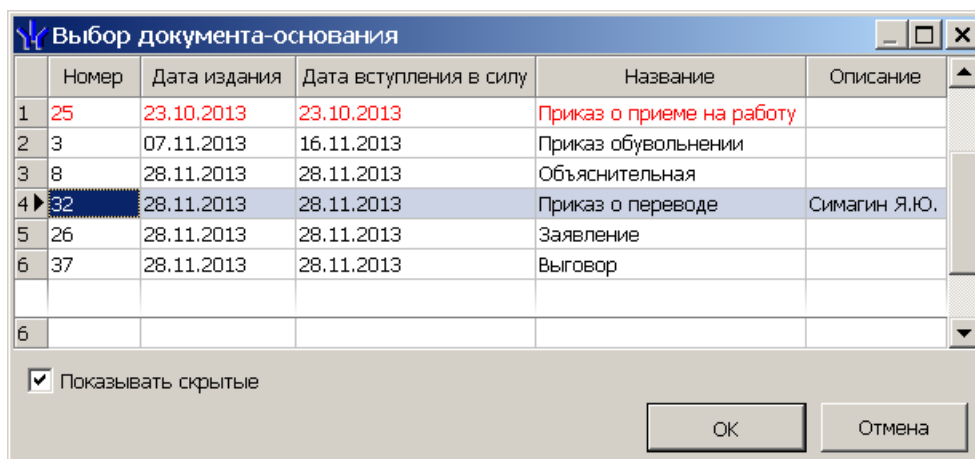 Выбор документа-основания
Номер Дата издания Дата вступления в силу Название Описание
1 25 23.10.2013 23.10.2013 Приказ о приеме на работу
2 3 07.11.2013 16.11.2013 Приказ обувольнении
3 8 28.11.2013 28.11.2013 Объяснительная
4 32 28.11.2013 28.11.2013 Приказ о переводе Симагин Я.Ю.
5 26 28.11.2013 28.11.2013 Заявление
6 37 28.11.2013 28.11.2013 Выговор
6
Показывать скрытые
ОК Отмена